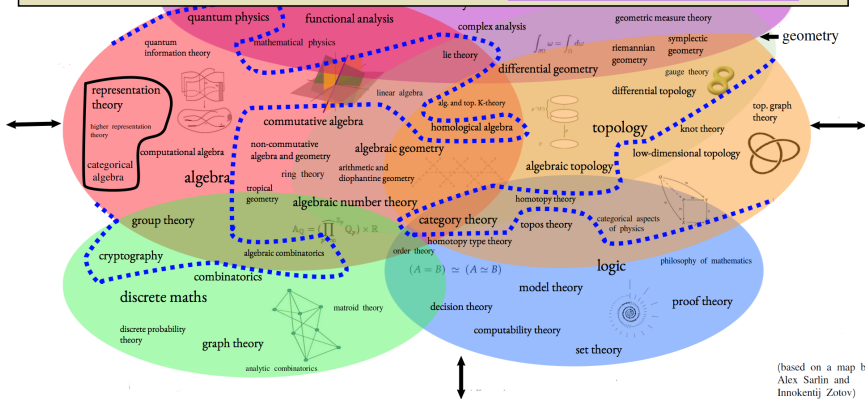 quantum physics
functional analysis
complex analysis
geometric measure theory
quantum
information theory
mathematical physics
lie theory
∫_M dω = ∫_∂M ω
riemannian
geometry
symplectic
geometry
geometry
differential geometry
gauge theory
representation
theory
linear algebra
differential topology
alg. and top. K-theory
top. graph
theory
higher representation
theory
commutative algebra
homological algebra
topology
knot theory
categorical
algebra
computational algebra
non-commutative
algebra and geometry
algebraic geometry
low-dimensional topology
algebra
ring theory
arithmetic and
diophantine geometry
algebraic topology
tropical
geometry
algebraic number theory
homotopy theory
group theory
category theory
topos theory
categorical aspects
of physics
homotopy type theory
cryptography
algebraic combinatorics
order theory
philosophy of mathematics
combinatorics
(A = B) ≃ (A ≃ B)
logic
discrete maths
model theory
matroid theory
decision theory
proof theory
discrete probability
theory
computability theory
graph theory
set theory
analytic combinatorics
(based on a map b
Alex Sarlin and
Innokentij Zotov)